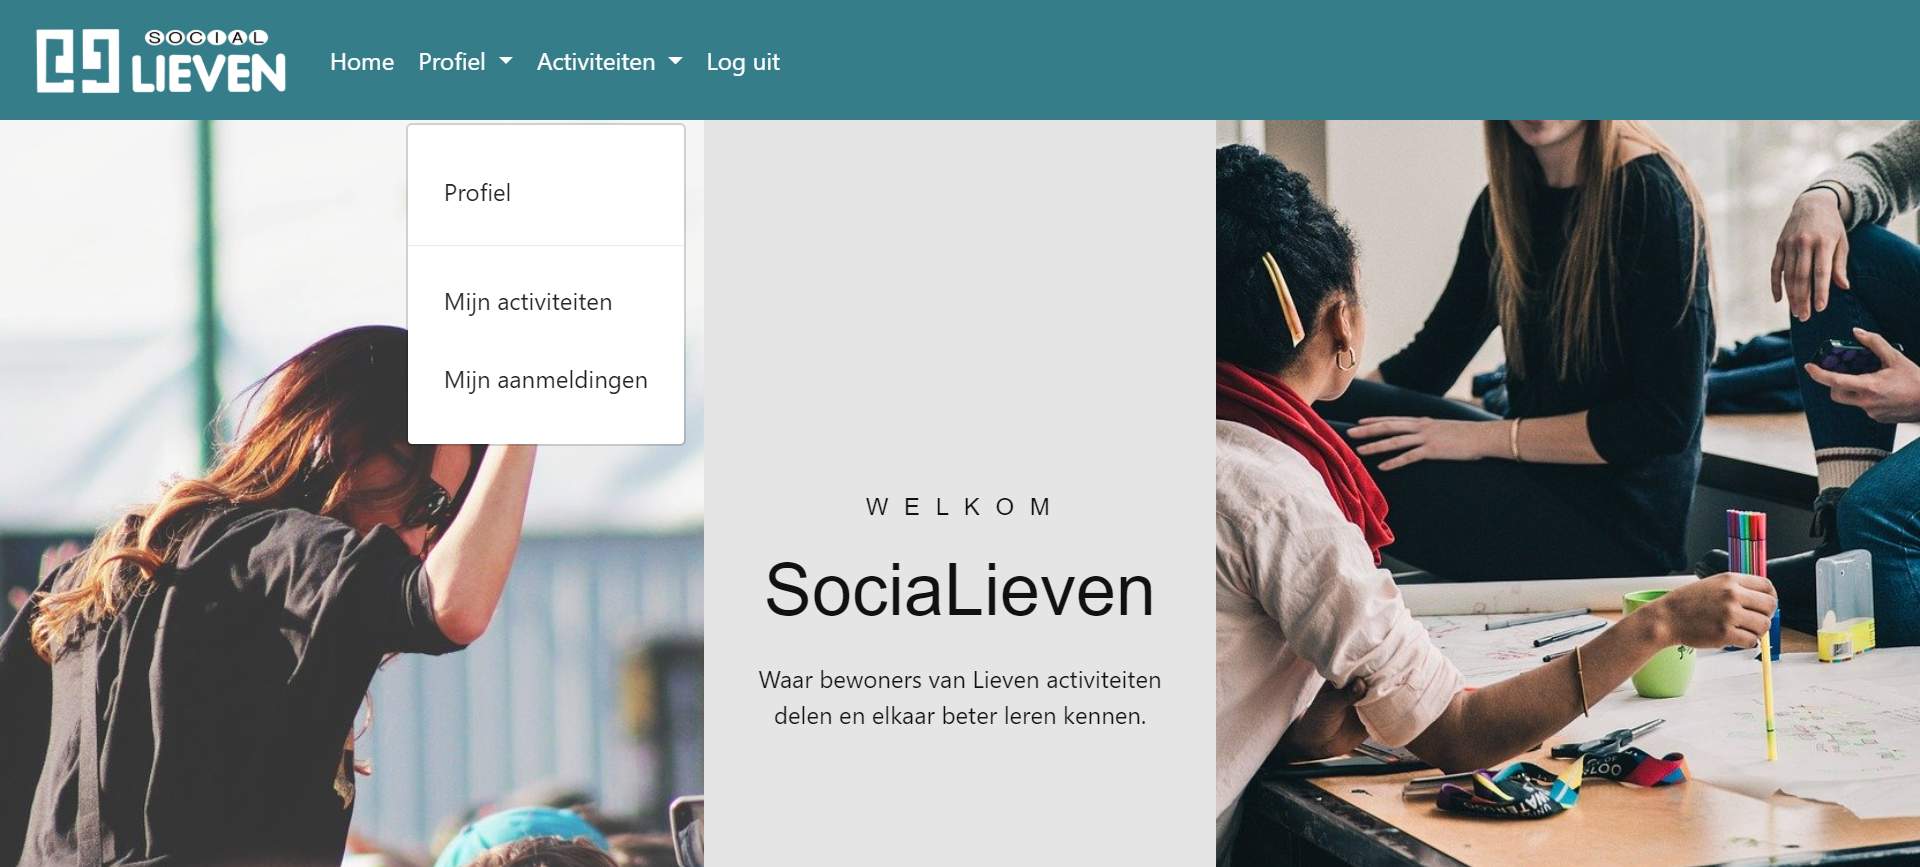 SOCIAL
LIEVEN
Home Profiel Activiteiten Log uit
Profiel
Mijn activiteiten
Mijn aanmeldingen
WELKOM
SociaLieven
Waar bewoners van Lieven activiteiten
delen en elkaar beter leren kennen.